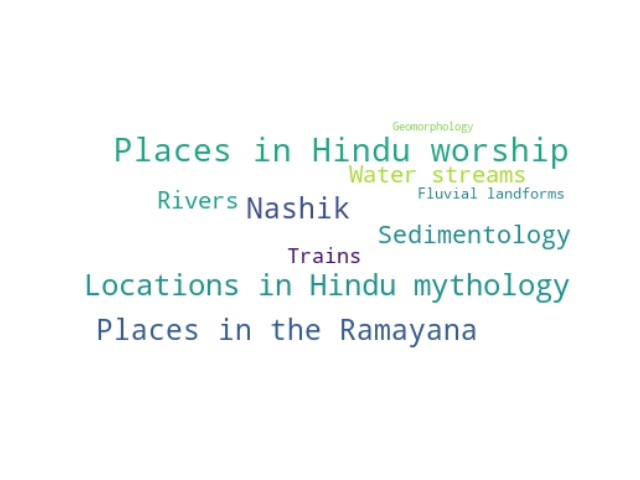 Geomorphology
Places in Hindu worship
Water streams
Fluvial landforms
Rivers
Nashik
Sedimentology
Trains
Locations in Hindu mythology
Places in the Ramayana